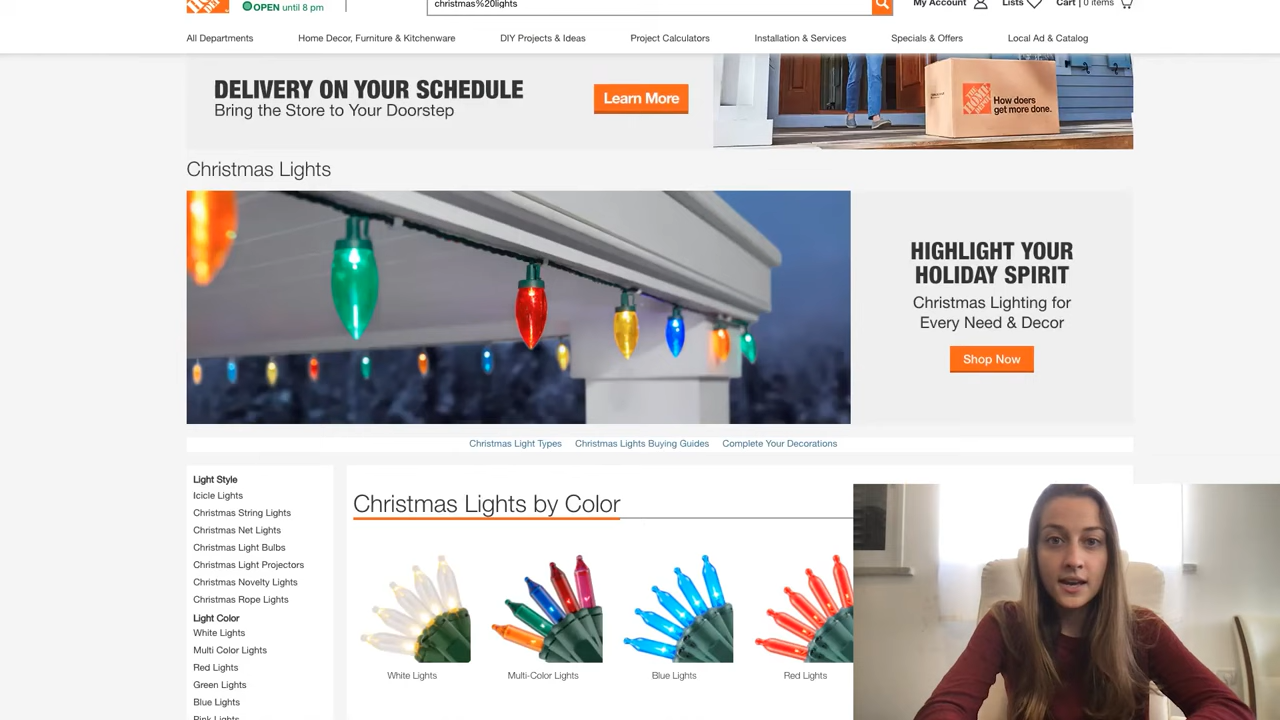 OPEN until 8 pm
christmas%20lights
My Account
Lists
Cart | 0 items
All Departments
Home Decor, Furniture & Kitchenware
DIY Projects & Ideas
Project Calculators
Installation & Services
Specials & Offers
Local Ad & Catalog
DELIVERY ON YOUR SCHEDULE
Bring the Store to Your Doorstep
Learn More
THE HOME DEPOT
How doers
get more done.
Christmas Lights
HIGHLIGHT YOUR
HOLIDAY SPIRIT
Christmas Lighting for
Every Need & Decor
Shop Now
Christmas Light Types
Christmas Lights Buying Guides
Complete Your Decorations
Light Style
Icicle Lights
Christmas String Lights
Christmas Net Lights
Christmas Light Bulbs
Christmas Light Projectors
Christmas Novelty Lights
Christmas Rope Lights
Light Color
White Lights
Multi Color Lights
Red Lights
Green Lights
Blue Lights
Pink Lights
Christmas Lights by Color
White Lights
Multi-Color Lights
Blue Lights
Red Lights